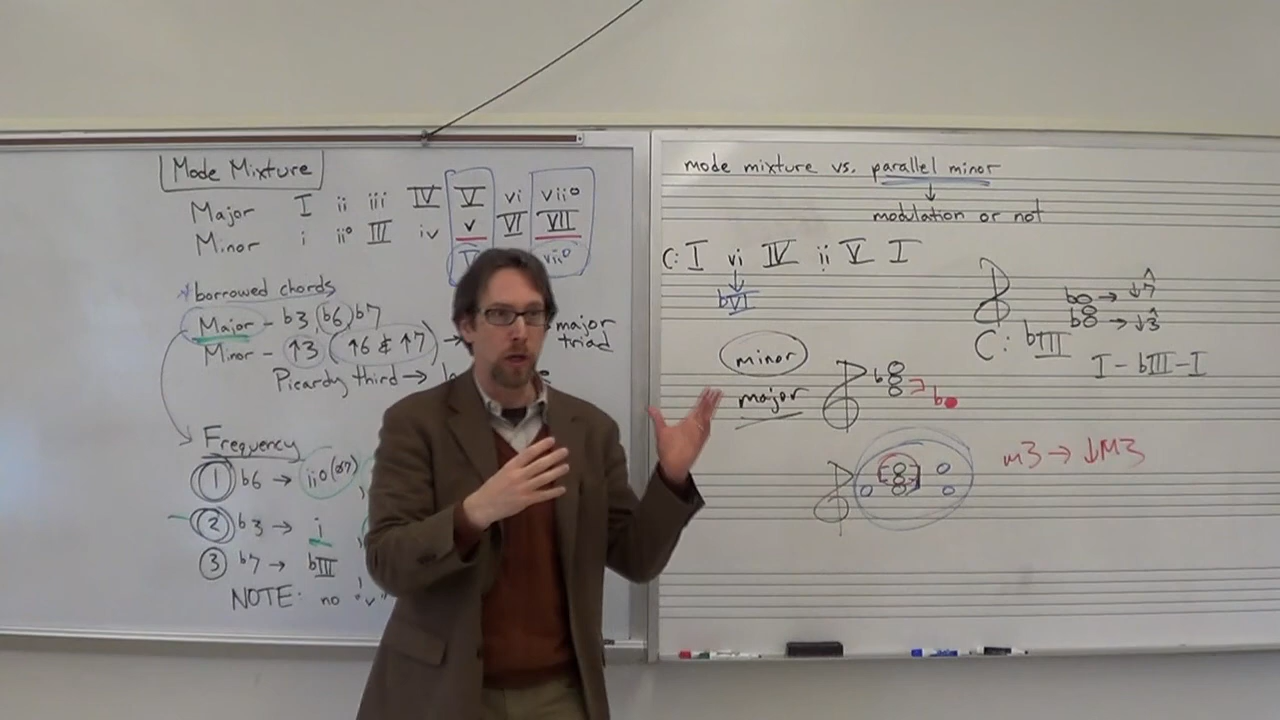 Mode Mixture
Major I ii iii IV V vi vii°
Minor i ii° III iv v VI VII
vii°
borrowed chords
Major - b3, b6, b7
Minor - ↑3 (↑6 & ↑7) → major
triad
Picardy third →
Frequency
① b6 → ii°(ø7)
② b3 → i
③ b7 → bIII
NOTE: no "v"
mode mixture vs. parallel minor
↓
modulation or not
C: I vi IV ii V I
↓
bVI
b → ↓7̂
b → ↓3̂
C: bIII
I - bIII - I
minor
major
b
b
m3 → ↓M3